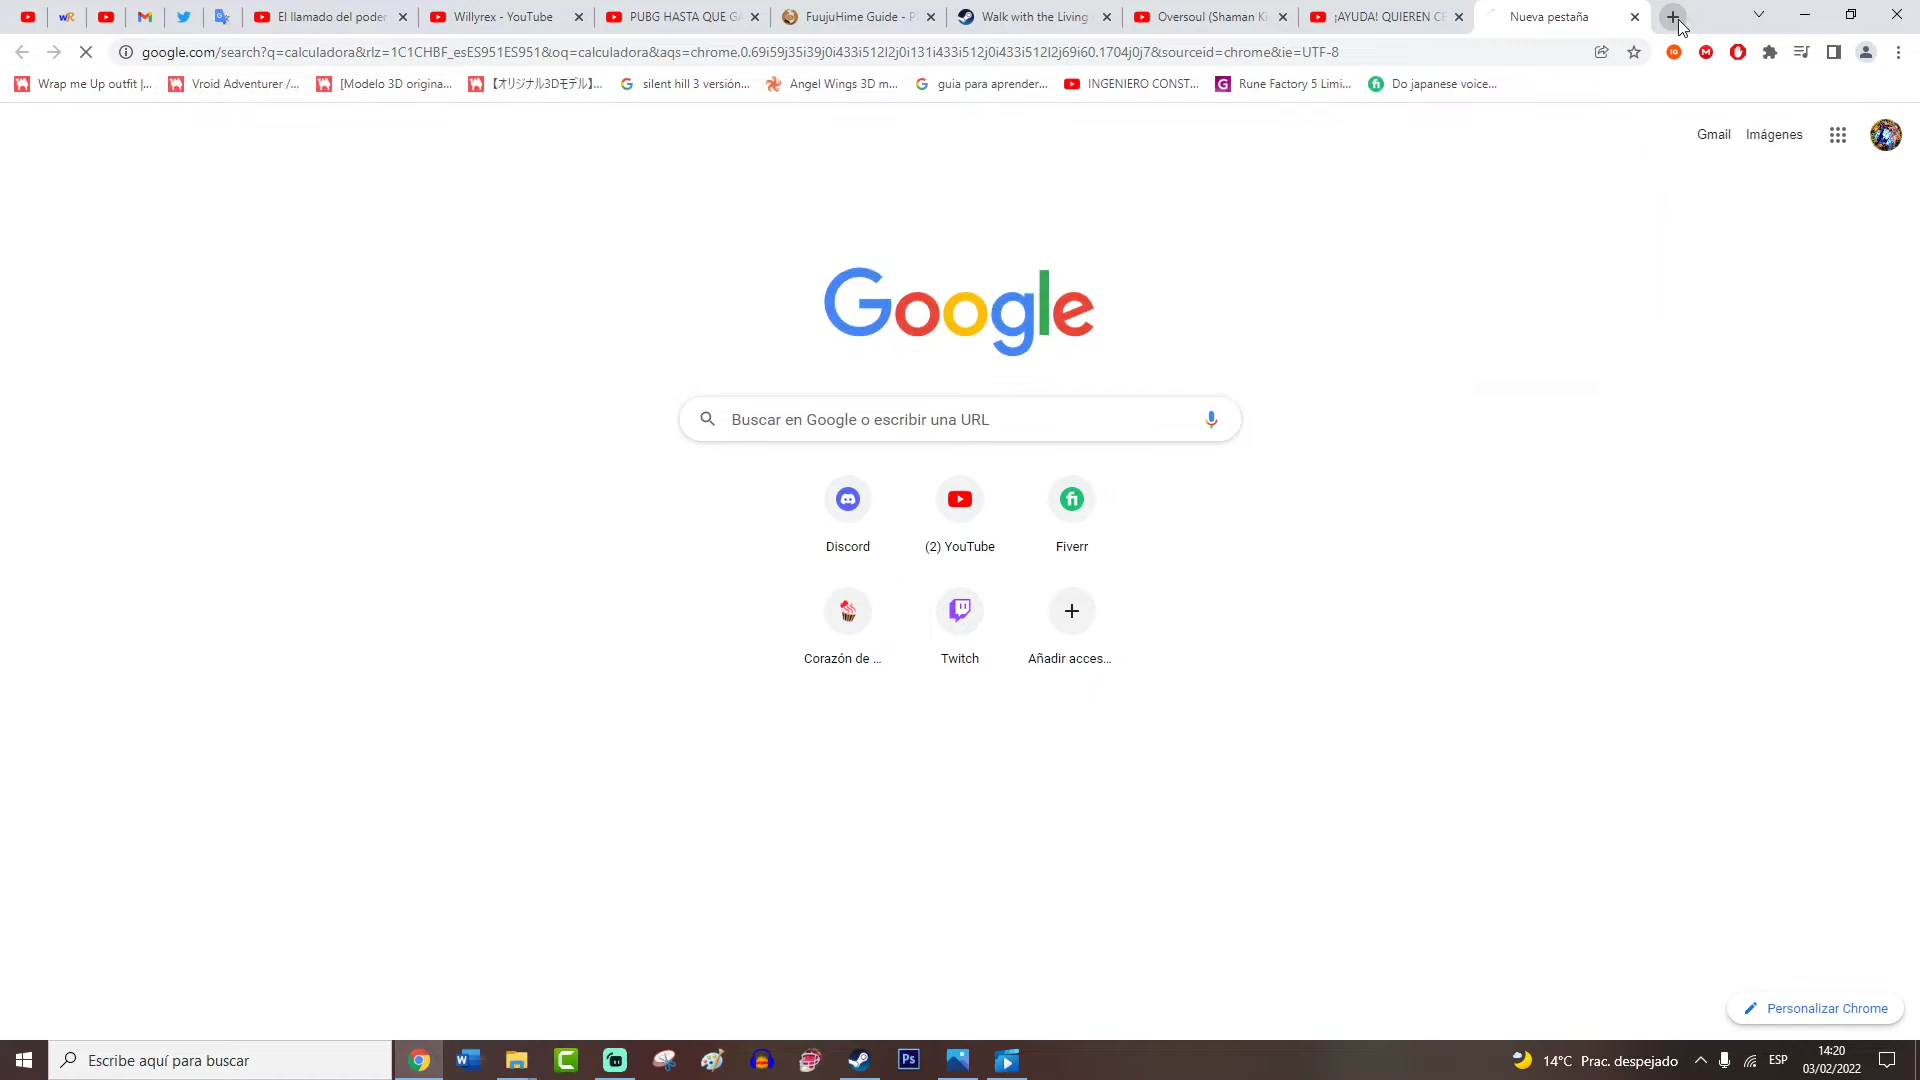 El llamado del poder
Willyrex - YouTube
PUBG HASTA QUE GA
FuujuHime Guide - P
Walk with the Living
Oversoul (Shaman Ki
¡AYUDA! QUIEREN CE
Nueva pestaña
google.com/search?q=calculadora&rlz=1C1CHBF_esES951ES951&oq=calculadora&aqs=chrome.0.69i59j35i39j0i433i512l2j0i131i433i512j0i433i512l2j69i60.1704j0j7&sourceid=chrome&ie=UTF-8
Wrap me Up outfit |...
Vroid Adventurer /...
[Modelo 3D origina...
【オリジナル3Dモデル】...
silent hill 3 versión...
Angel Wings 3D m...
guia para aprender...
INGENIERO CONST...
Rune Factory 5 Limi...
Do japanese voice...
Gmail
Imágenes
Google
Buscar en Google o escribir una URL
Discord
(2) YouTube
Fiverr
Corazón de ...
Twitch
Añadir acces...
Personalizar Chrome
Escribe aquí para buscar
14°C Prac. despejado
ESP
14:20
03/02/2022